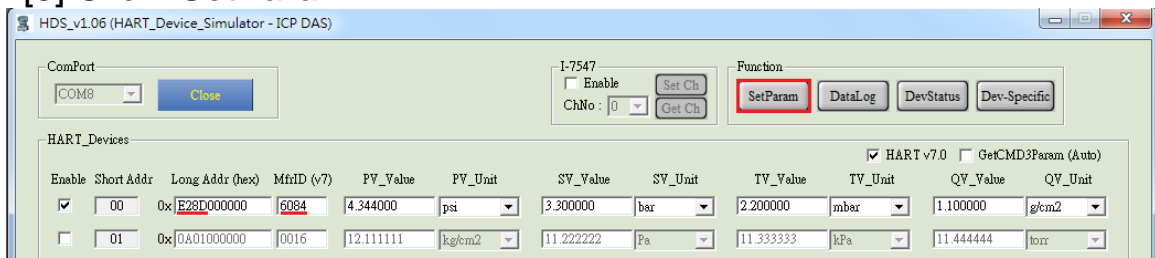 HDS_v1.06 (HART_Device_Simulator - ICP DAS)
ComPort
COM8
Close
I-7547
Enable
Set Ch
ChNo : 0
Get Ch
Function
SetParam
DataLog
DevStatus
Dev-Specific
HART_Devices
HART v7.0 GetCMD3Param (Auto)
Enable Short Addr Long Addr (hex) MfrID (v7) PV_Value PV_Unit SV_Value SV_Unit TV_Value TV_Unit QV_Value QV_Unit
00 0x E28D000000 6084 4.344000 psi 3.300000 bar 2.200000 mbar 1.100000 g/cm2
01 0x 0A01000000 0016 12.111111 kg/cm2 11.222222 Pa 11.333333 kPa 11.444444 torr